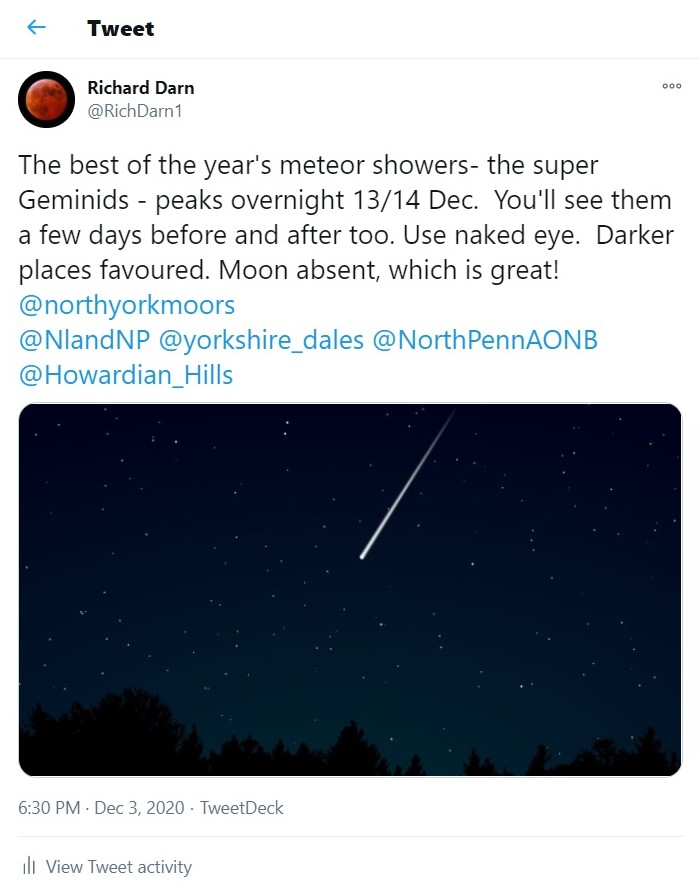 Tweet
Richard Darn
@RichDarn1
The best of the year's meteor showers- the super
Geminids - peaks overnight 13/14 Dec.  You'll see them
a few days before and after too. Use naked eye.  Darker
places favoured. Moon absent, which is great!
@northyorkmoors
@NlandNP @yorkshire_dales @NorthPennAONB
@Howardian_Hills
6:30 PM · Dec 3, 2020 · TweetDeck
View Tweet activity